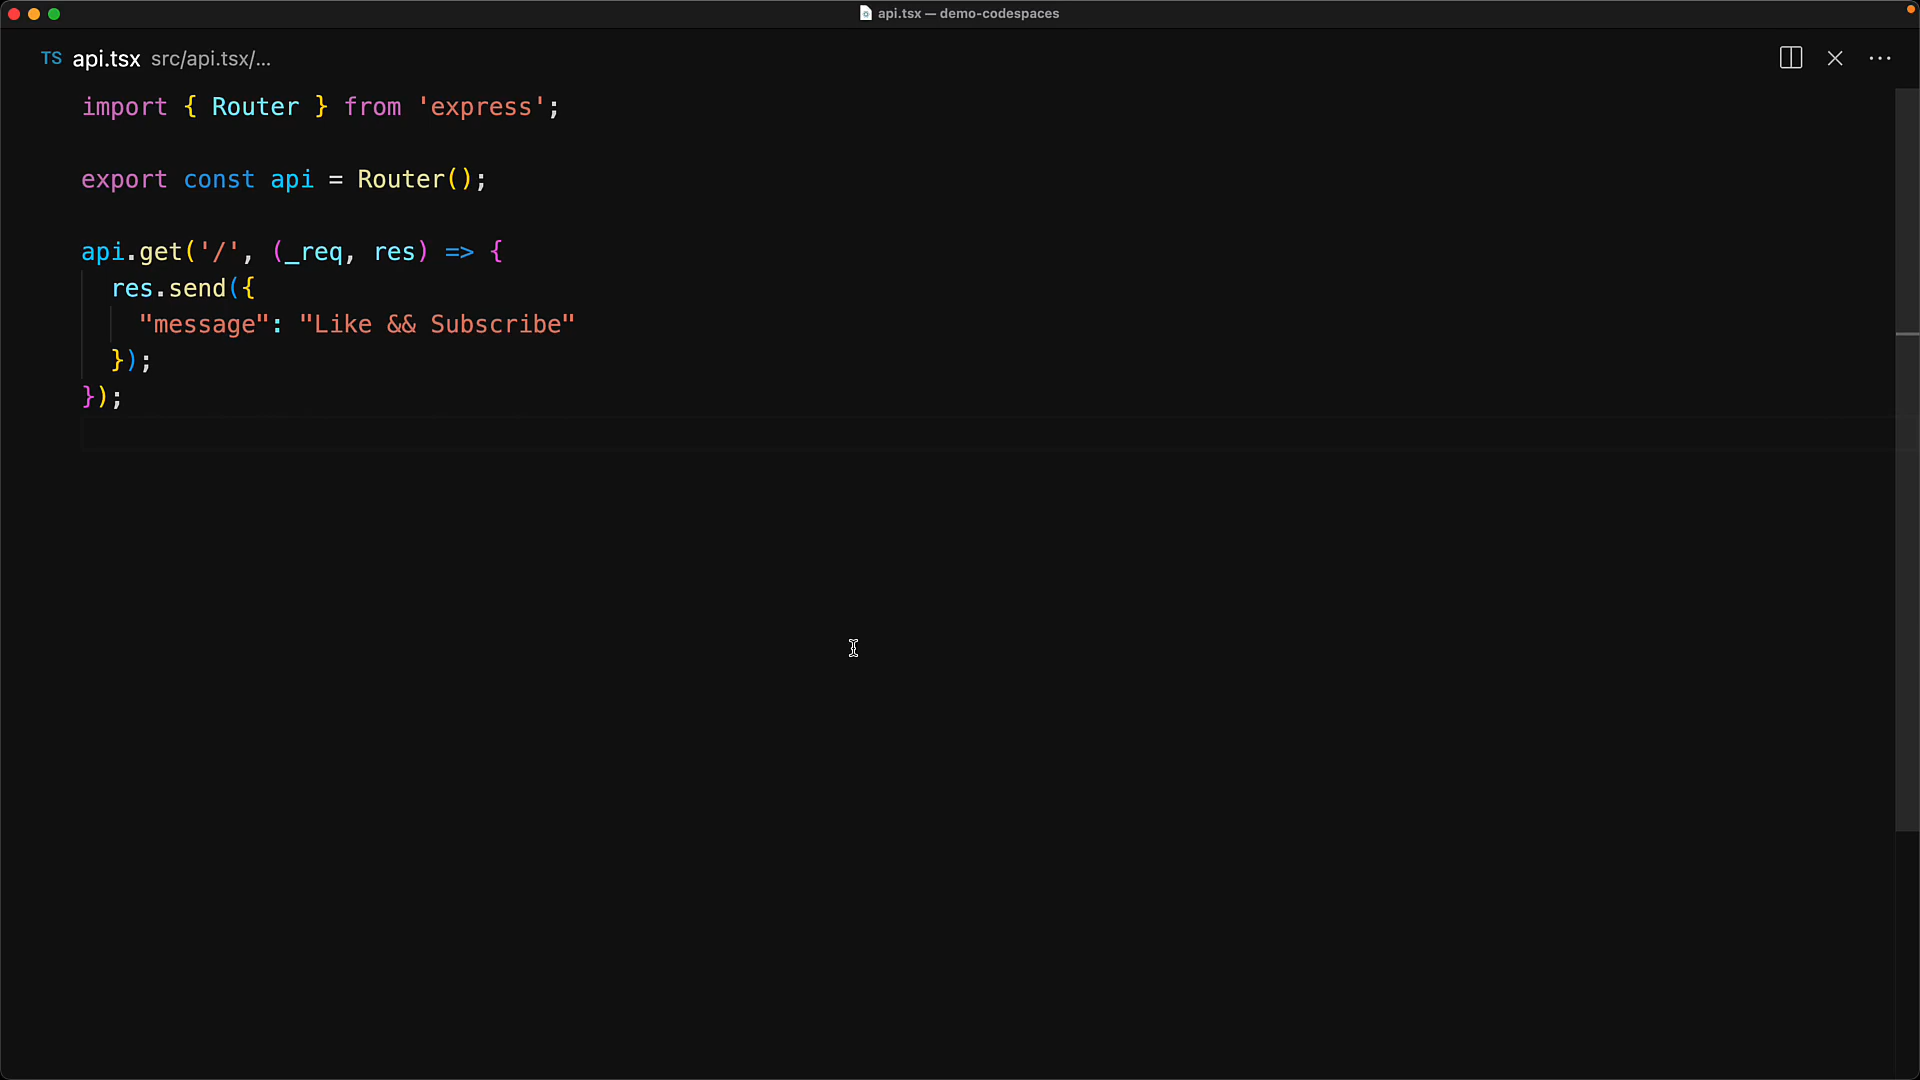 api.tsx — demo-codespaces
TS api.tsx src/api.tsx/...
import { Router } from 'express';
export const api = Router();
api.get('/', (_req, res) => {
  res.send({
    "message": "Like && Subscribe"
  });
});